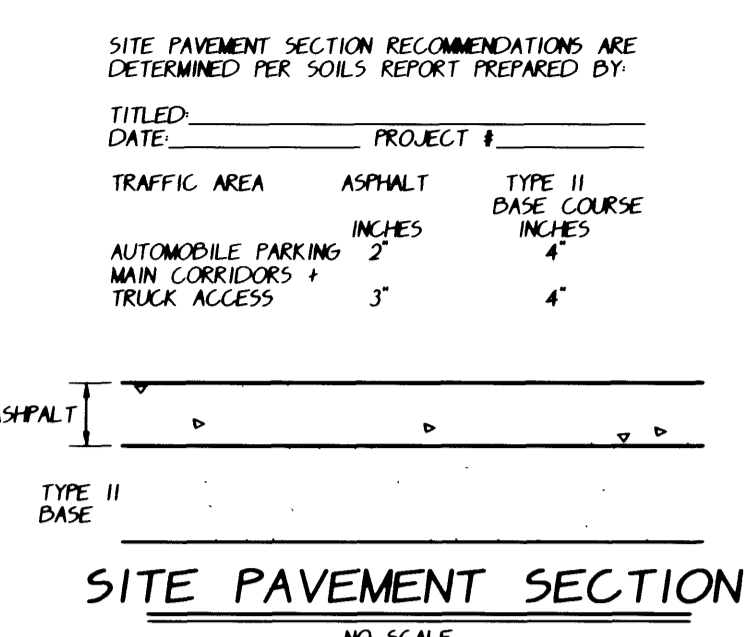 SITE PAVEMENT SECTION RECOMMENDATIONS ARE
DETERMINED PER SOILS REPORT PREPARED BY:
TITLED:
DATE: PROJECT #
TRAFFIC AREA ASPHALT TYPE II
BASE COURSE
INCHES INCHES
AUTOMOBILE PARKING 2" 4"
MAIN CORRIDORS +
TRUCK ACCESS 3" 4"
ASHPALT
TYPE II
BASE
SITE PAVEMENT SECTION
NO SCALE